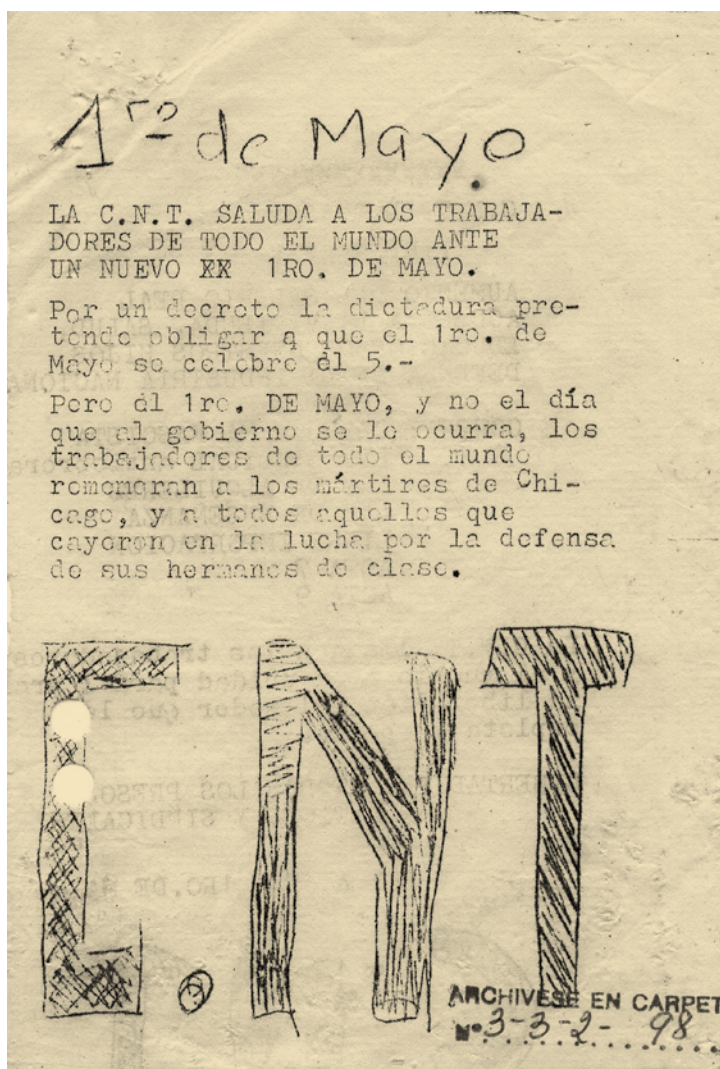 1ro de Mayo
LA C.N.T. SALUDA A LOS TRABAJA-
DORES DE TODO EL MUNDO ANTE
UN NUEVO XX 1RO. DE MAYO.
Por un decreto la dictadura pre-
tende obligar a que el 1ro. de
Mayo se celebre el 5.-
Pero el 1ro. DE MAYO, y no el día
que al gobierno se le ocurra, los
trabajadores de todo el mundo
rememoran a los mártires de Chi-
cago, y a todos aquellos que
cayeron en la lucha por la defensa
de sus hermanos de clase.
C.NT
ARCHIVESE EN CARPET
Nº 3-3-2- 98